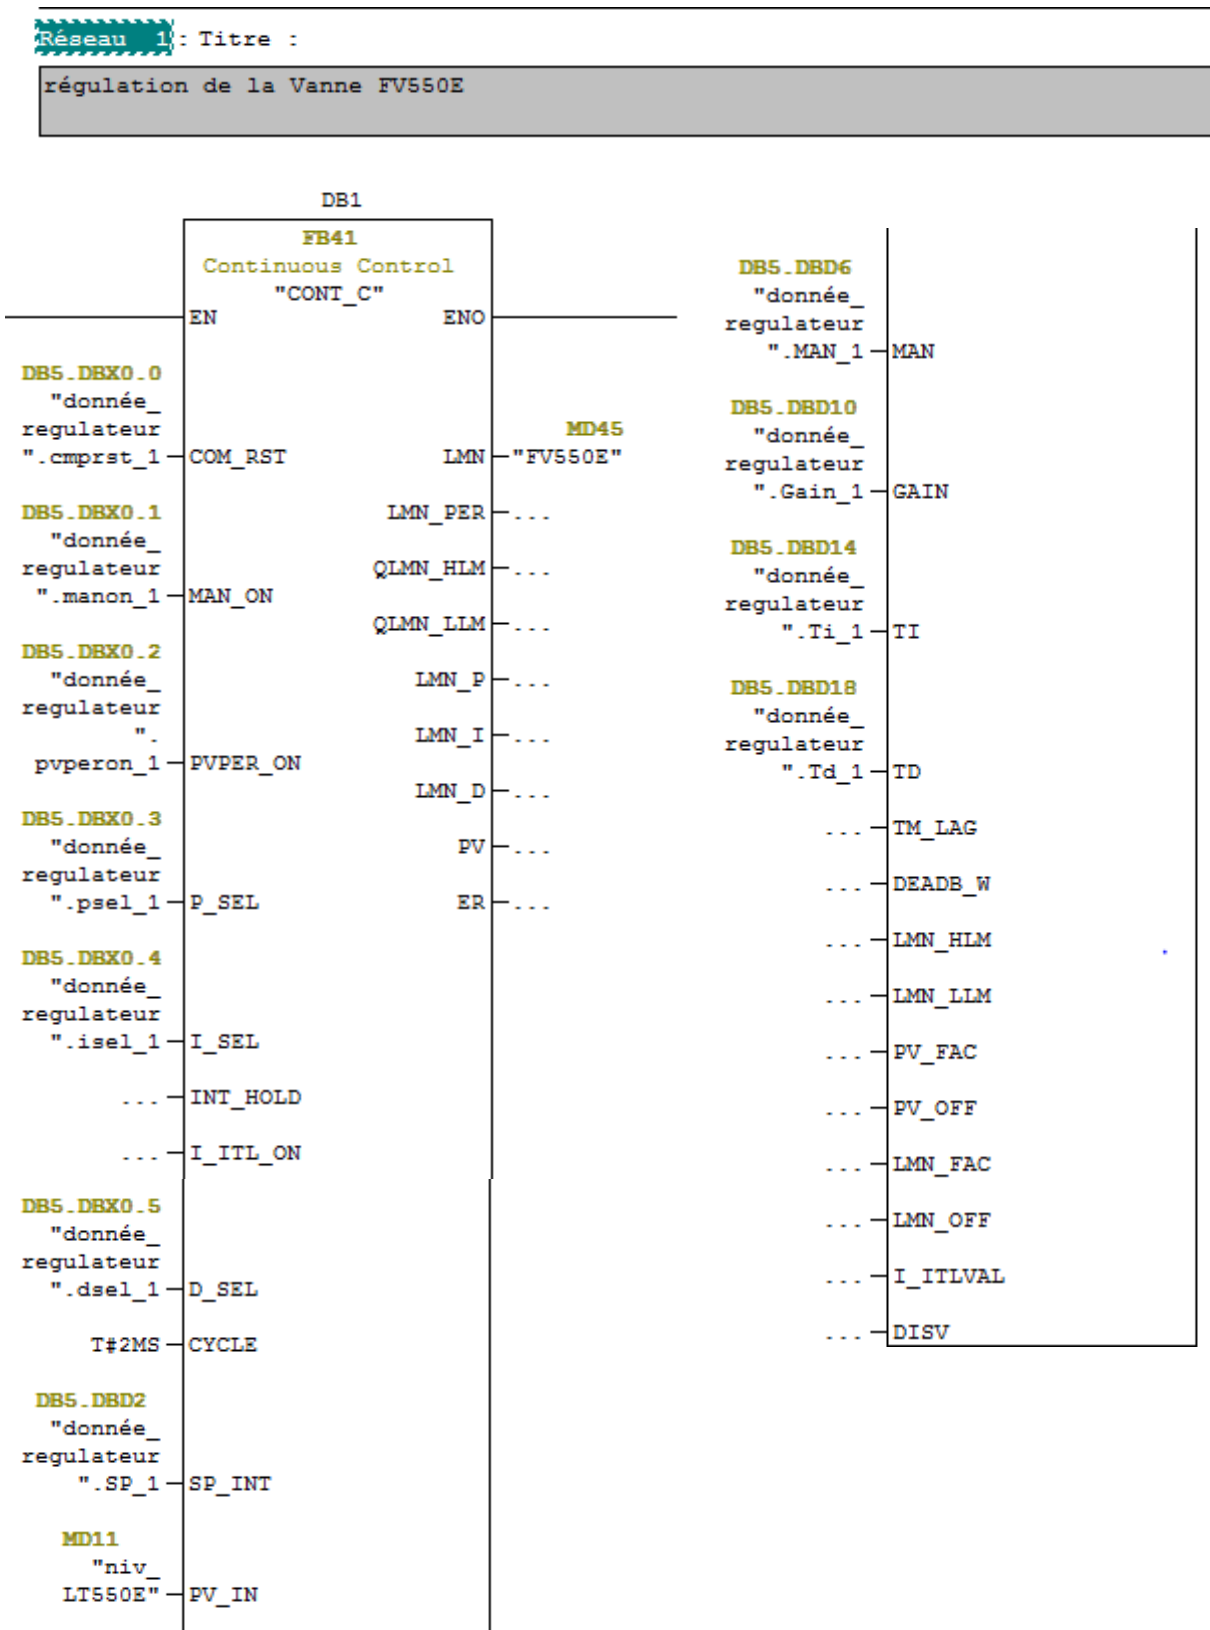 Réseau 1 : Titre :
régulation de la Vanne FV550E
DB1
FB41
Continuous Control
"CONT_C"
EN
ENO
DB5.DBX0.0
"donnée_
regulateur
".cmprst_1
COM_RST
MD45
LMN
"FV550E"
DB5.DBX0.1
"donnée_
regulateur
".manon_1
MAN_ON
LMN_PER
...
QLMN_HLM
...
QLMN_LLM
...
DB5.DBX0.2
"donnée_
regulateur
".
pvperon_1
PVPER_ON
LMN_P
...
LMN_I
...
LMN_D
...
DB5.DBX0.3
"donnée_
regulateur
".psel_1
P_SEL
PV
...
ER
...
DB5.DBX0.4
"donnée_
regulateur
".isel_1
I_SEL
...
INT_HOLD
...
I_ITL_ON
DB5.DBX0.5
"donnée_
regulateur
".dsel_1
D_SEL
T#2MS
CYCLE
DB5.DBD2
"donnée_
regulateur
".SP_1
SP_INT
MD11
"niv_
LT550E"
PV_IN
DB5.DBD6
"donnée_
regulateur
".MAN_1
MAN
DB5.DBD10
"donnée_
regulateur
".Gain_1
GAIN
DB5.DBD14
"donnée_
regulateur
".Ti_1
TI
DB5.DBD18
"donnée_
regulateur
".Td_1
TD
...
TM_LAG
...
DEADB_W
...
LMN_HLM
...
LMN_LLM
...
PV_FAC
...
PV_OFF
...
LMN_FAC
...
LMN_OFF
...
I_ITLVAL
...
DISV